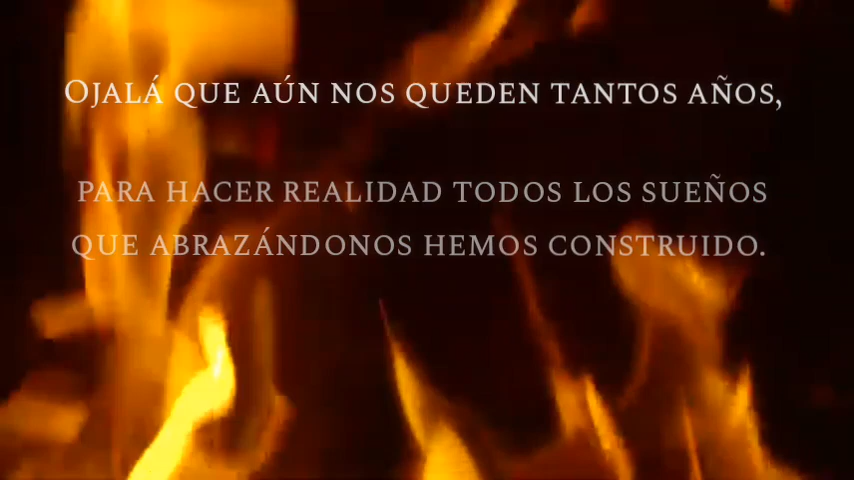 Ojalá que aún nos queden tantos años,
para hacer realidad todos los sueños
que abrazándonos hemos construido.